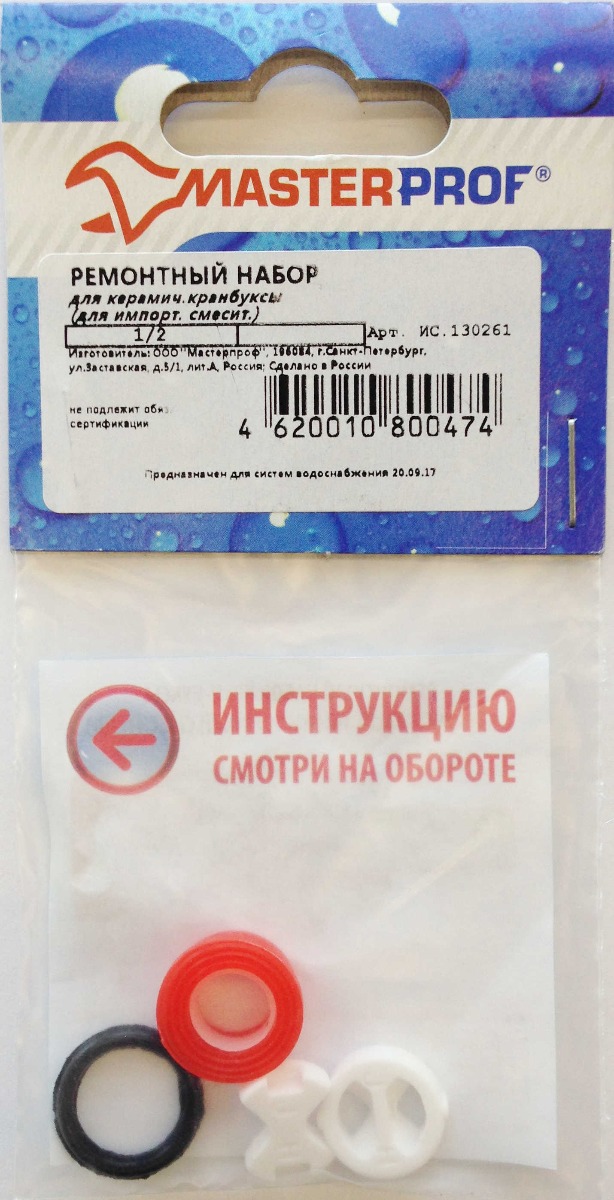 MASTERPROF®
РЕМОНТНЫЙ НАБОР
для керамич.кранбуксы
(для импорт. смесит.)
1/2 Арт. ИС.130261
Изготовитель: ООО "Мастерпроф", 196084, г.Санкт-Петербург,
ул.Заставская, д.5/1, лит.А, Россия; Сделано в России
не подлежит обяз.
сертификации
4 620010 800474
Предназначен для систем водоснабжения 20.09.17
ИНСТРУКЦИЮ
СМОТРИ НА ОБОРОТЕ